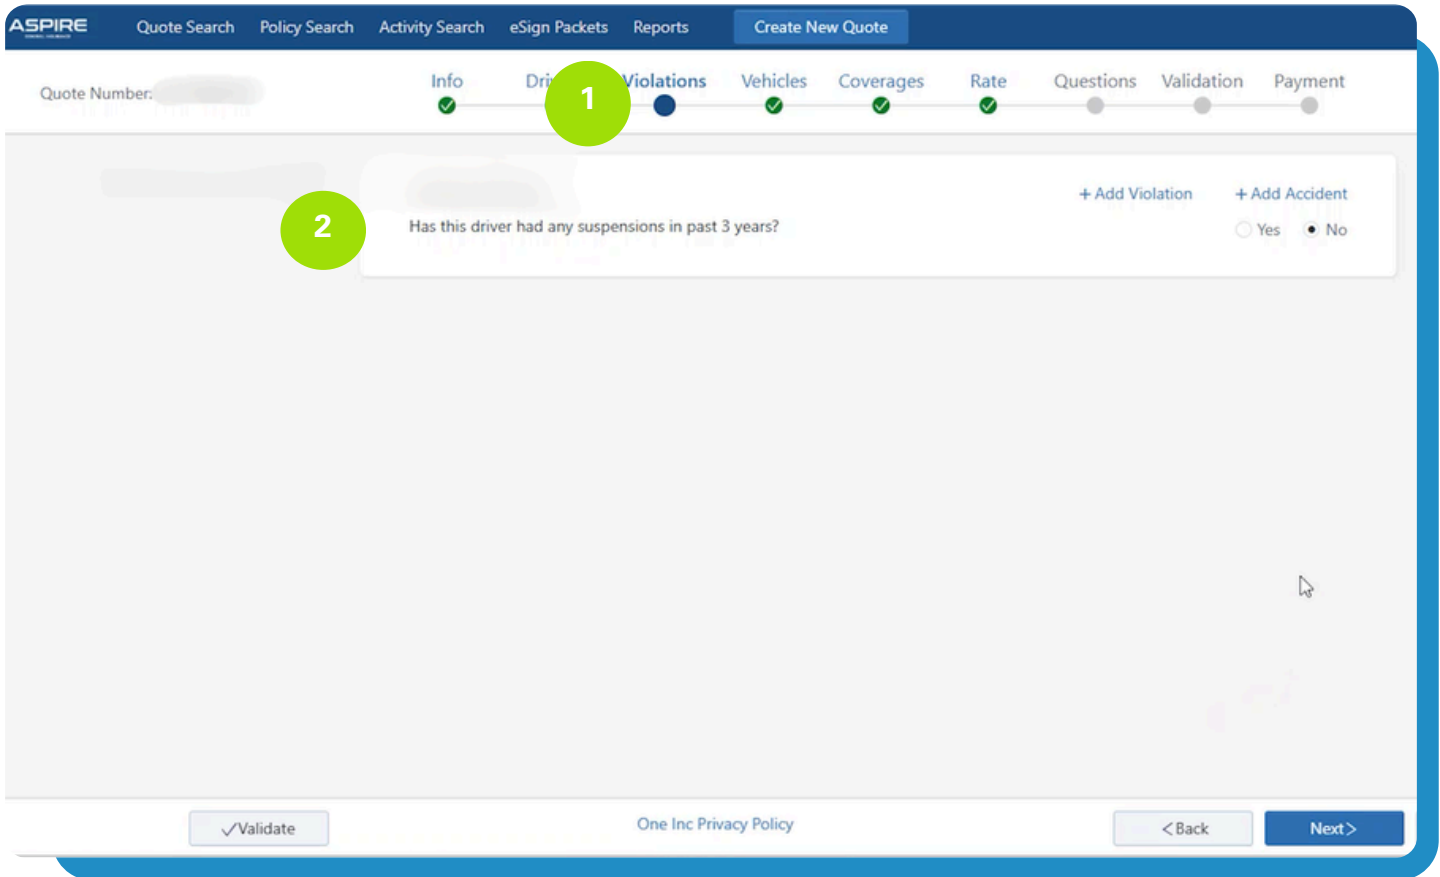 ASPIRE Quote Search Policy Search Activity Search eSign Packets Reports Create New Quote
Quote Number:
Info
1
Violations
Vehicles
Coverages
Rate
Questions
Validation
Payment
+ Add Violation + Add Accident
2
Has this driver had any suspensions in past 3 years?
Yes No
Validate
One Inc Privacy Policy
< Back
Next >